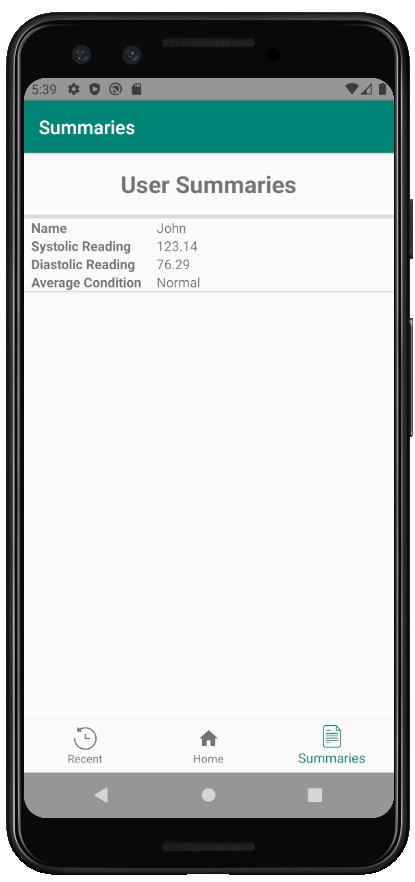 5:39
Summaries
User Summaries
Name John
Systolic Reading 123.14
Diastolic Reading 76.29
Average Condition Normal
Recent Home Summaries